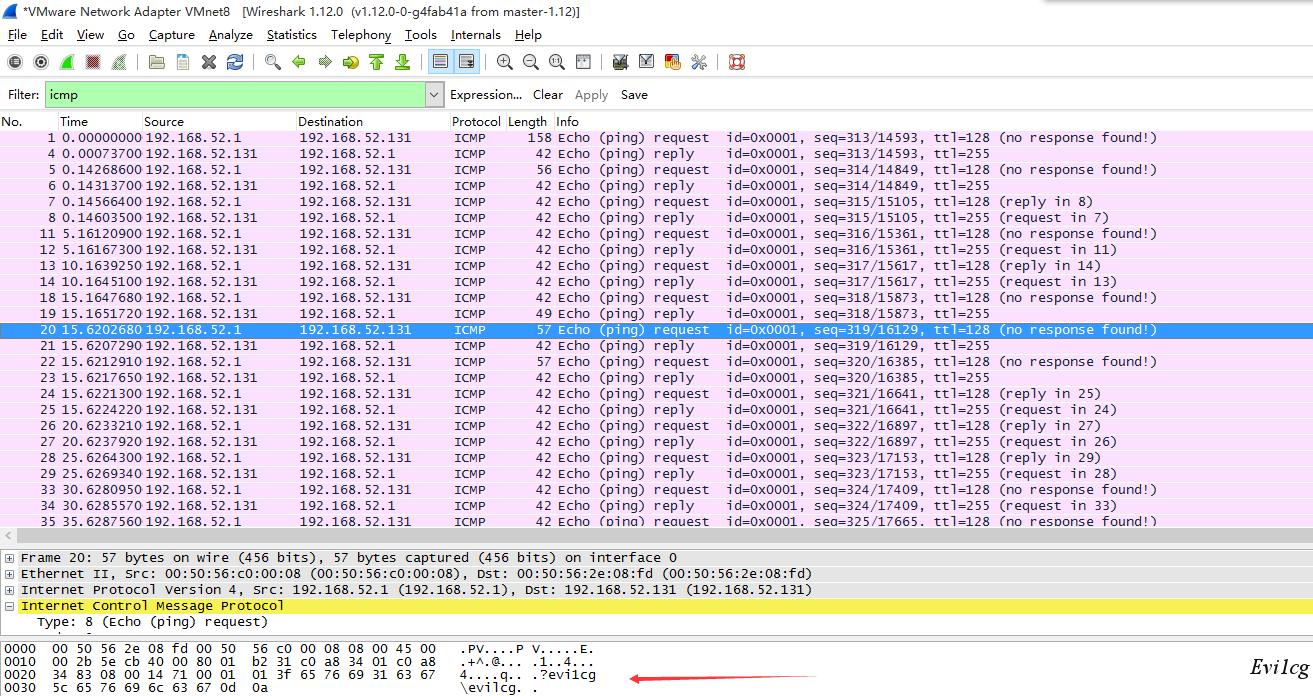 *VMware Network Adapter VMnet8   [Wireshark 1.12.0  (v1.12.0-0-g4fab41a from master-1.12)]
File Edit View Go Capture Analyze Statistics Telephony Tools Internals Help
Filter: icmp Expression... Clear Apply Save
No. Time Source Destination Protocol Length Info
1 0.00000000 192.168.52.1 192.168.52.131 ICMP 158 Echo (ping) request id=0x0001, seq=313/14593, ttl=128 (no response found!)
4 0.00073700 192.168.52.131 192.168.52.1 ICMP 42 Echo (ping) reply id=0x0001, seq=313/14593, ttl=255
5 0.14268600 192.168.52.1 192.168.52.131 ICMP 56 Echo (ping) request id=0x0001, seq=314/14849, ttl=128 (no response found!)
6 0.14313700 192.168.52.131 192.168.52.1 ICMP 42 Echo (ping) reply id=0x0001, seq=314/14849, ttl=255
7 0.14566400 192.168.52.1 192.168.52.131 ICMP 42 Echo (ping) request id=0x0001, seq=315/15105, ttl=128 (reply in 8)
8 0.14603500 192.168.52.131 192.168.52.1 ICMP 42 Echo (ping) reply id=0x0001, seq=315/15105, ttl=255 (request in 7)
11 5.16120900 192.168.52.1 192.168.52.131 ICMP 42 Echo (ping) request id=0x0001, seq=316/15361, ttl=128 (no response found!)
12 5.16167300 192.168.52.131 192.168.52.1 ICMP 42 Echo (ping) reply id=0x0001, seq=316/15361, ttl=255 (request in 11)
13 10.1639250 192.168.52.1 192.168.52.131 ICMP 42 Echo (ping) request id=0x0001, seq=317/15617, ttl=128 (reply in 14)
14 10.1645100 192.168.52.131 192.168.52.1 ICMP 42 Echo (ping) reply id=0x0001, seq=317/15617, ttl=255 (request in 13)
18 15.1647680 192.168.52.1 192.168.52.131 ICMP 42 Echo (ping) request id=0x0001, seq=318/15873, ttl=128 (no response found!)
19 15.1651720 192.168.52.131 192.168.52.1 ICMP 49 Echo (ping) reply id=0x0001, seq=318/15873, ttl=255
20 15.6202680 192.168.52.1 192.168.52.131 ICMP 57 Echo (ping) request id=0x0001, seq=319/16129, ttl=128 (no response found!)
21 15.6207290 192.168.52.131 192.168.52.1 ICMP 42 Echo (ping) reply id=0x0001, seq=319/16129, ttl=255
22 15.6212910 192.168.52.1 192.168.52.131 ICMP 57 Echo (ping) request id=0x0001, seq=320/16385, ttl=128 (no response found!)
23 15.6217650 192.168.52.131 192.168.52.1 ICMP 42 Echo (ping) reply id=0x0001, seq=320/16385, ttl=255
24 15.6221300 192.168.52.1 192.168.52.131 ICMP 42 Echo (ping) request id=0x0001, seq=321/16641, ttl=128 (reply in 25)
25 15.6224220 192.168.52.131 192.168.52.1 ICMP 42 Echo (ping) reply id=0x0001, seq=321/16641, ttl=255 (request in 24)
26 20.6233210 192.168.52.1 192.168.52.131 ICMP 42 Echo (ping) request id=0x0001, seq=322/16897, ttl=128 (reply in 27)
27 20.6237920 192.168.52.131 192.168.52.1 ICMP 42 Echo (ping) reply id=0x0001, seq=322/16897, ttl=255 (request in 26)
28 25.6264300 192.168.52.1 192.168.52.131 ICMP 42 Echo (ping) request id=0x0001, seq=323/17153, ttl=128 (reply in 29)
29 25.6269340 192.168.52.131 192.168.52.1 ICMP 42 Echo (ping) reply id=0x0001, seq=323/17153, ttl=255 (request in 28)
33 30.6280950 192.168.52.1 192.168.52.131 ICMP 42 Echo (ping) request id=0x0001, seq=324/17409, ttl=128 (no response found!)
34 30.6285570 192.168.52.131 192.168.52.1 ICMP 42 Echo (ping) reply id=0x0001, seq=324/17409, ttl=255 (request in 33)
35 35.6287560 192.168.52.1 192.168.52.131 ICMP 42 Echo (ping) request id=0x0001, seq=325/17665, ttl=128 (no response found!)
Frame 20: 57 bytes on wire (456 bits), 57 bytes captured (456 bits) on interface 0
Ethernet II, Src: 00:50:56:c0:00:08 (00:50:56:c0:00:08), Dst: 00:50:56:2e:08:fd (00:50:56:2e:08:fd)
Internet Protocol Version 4, Src: 192.168.52.1 (192.168.52.1), Dst: 192.168.52.131 (192.168.52.131)
Internet Control Message Protocol
Type: 8 (Echo (ping) request)
0000 00 50 56 2e 08 fd 00 50 56 c0 00 08 08 00 45 00 .PV....P V.....E.
0010 00 2b 5e cb 40 00 80 01 b2 31 c0 a8 34 01 c0 a8 .+^.@... .1..4...
0020 34 83 08 00 14 71 00 01 01 3f 65 76 69 31 63 67 4....q.. .?evi1cg
0030 5c 65 76 69 6c 63 67 0d 0a \evilcg. .
Evi1cg